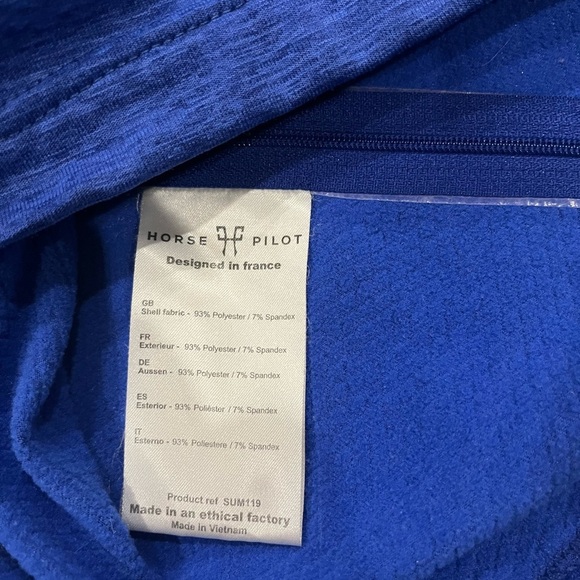 HORSE PILOT
Designed in france
GB
Shell fabric - 93% Polyester / 7% Spandex
FR
Exterieur - 93% Polyester / 7% Spandex
DE
Aussen - 93% Polyester / 7% Spandex
ES
Esterior - 93% Poliéstor / 7% Spandex
IT
Esterno - 93% Poliestere / 7% Spandex
Product ref SUM119
Made in an ethical factory
Made in Vietnam